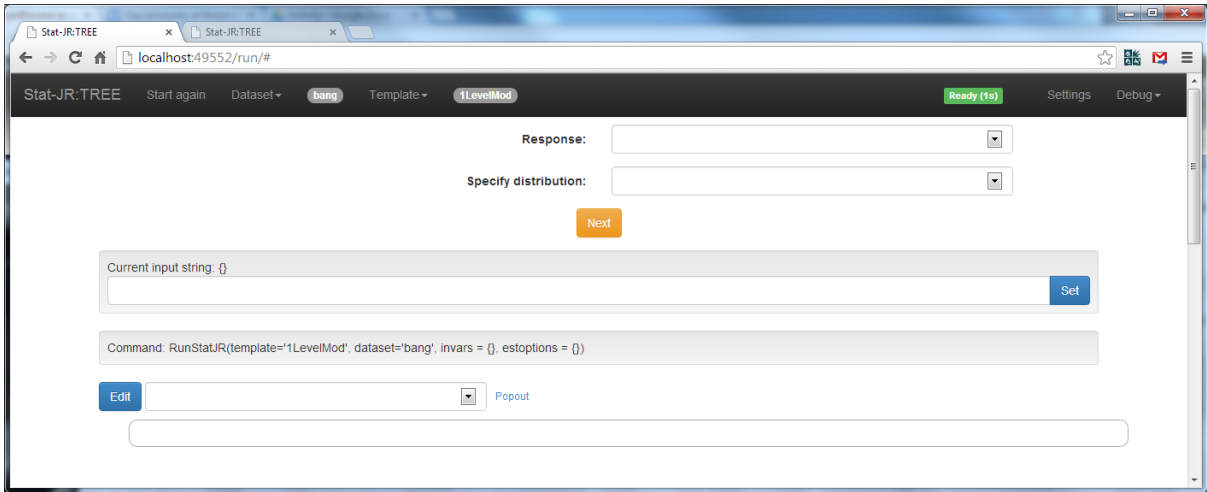 Stat-JR:TREE Stat-JR:TREE
localhost:49552/run/#
Stat-JR:TREE Start again Dataset bang Template 1LevelMod Ready (1s) Settings Debug
Response:
Specify distribution:
Next
Current input string: {}
Set
Command: RunStatJR(template='1LevelMod', dataset='bang', invars = {}, estoptions = {})
Edit Popout